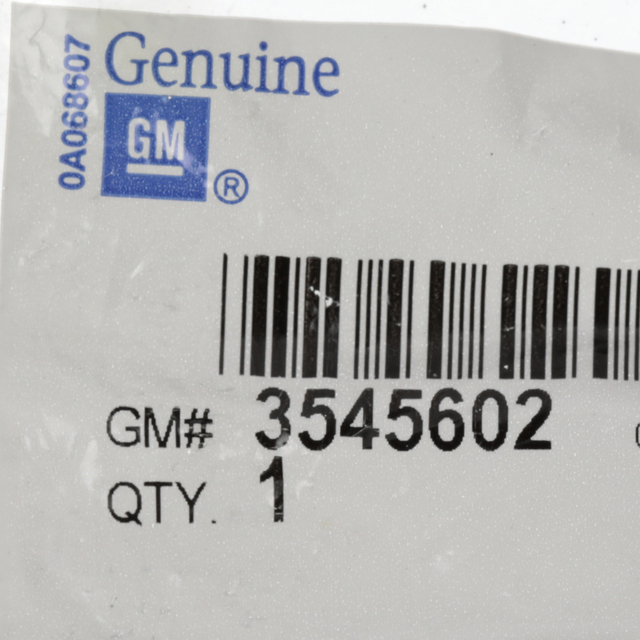 Genuine
0A068607
GM
®
GM# 3545602
QTY. 1